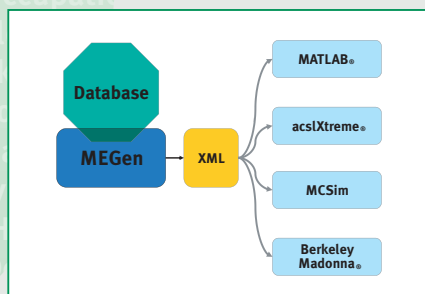 Database
MEGen
XML
MATLAB®
acslXtreme®
MCSim
Berkeley
Madonna®